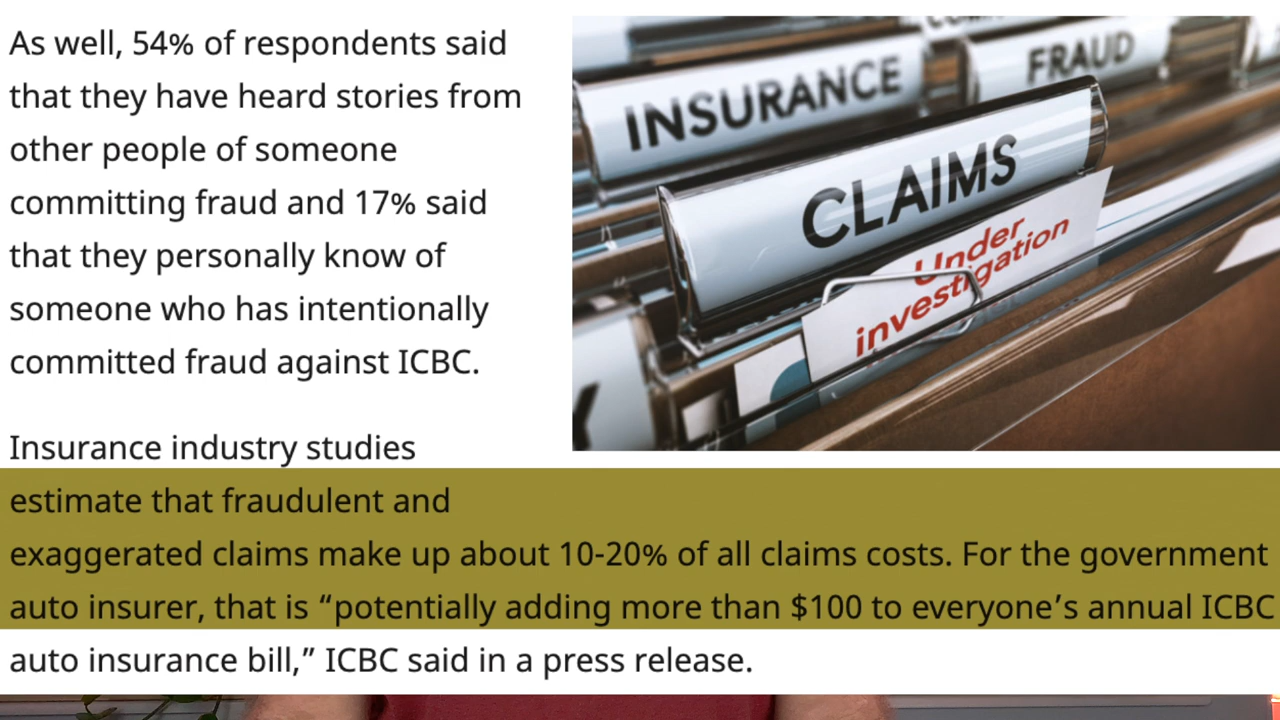 As well, 54% of respondents said
that they have heard stories from
other people of someone
committing fraud and 17% said
that they personally know of
someone who has intentionally
committed fraud against ICBC.
INSURANCE
FRAUD
CLAIMS
Under
investigation
Insurance industry studies
estimate that fraudulent and
exaggerated claims make up about 10-20% of all claims costs. For the government
auto insurer, that is “potentially adding more than $100 to everyone’s annual ICBC
auto insurance bill,” ICBC said in a press release.